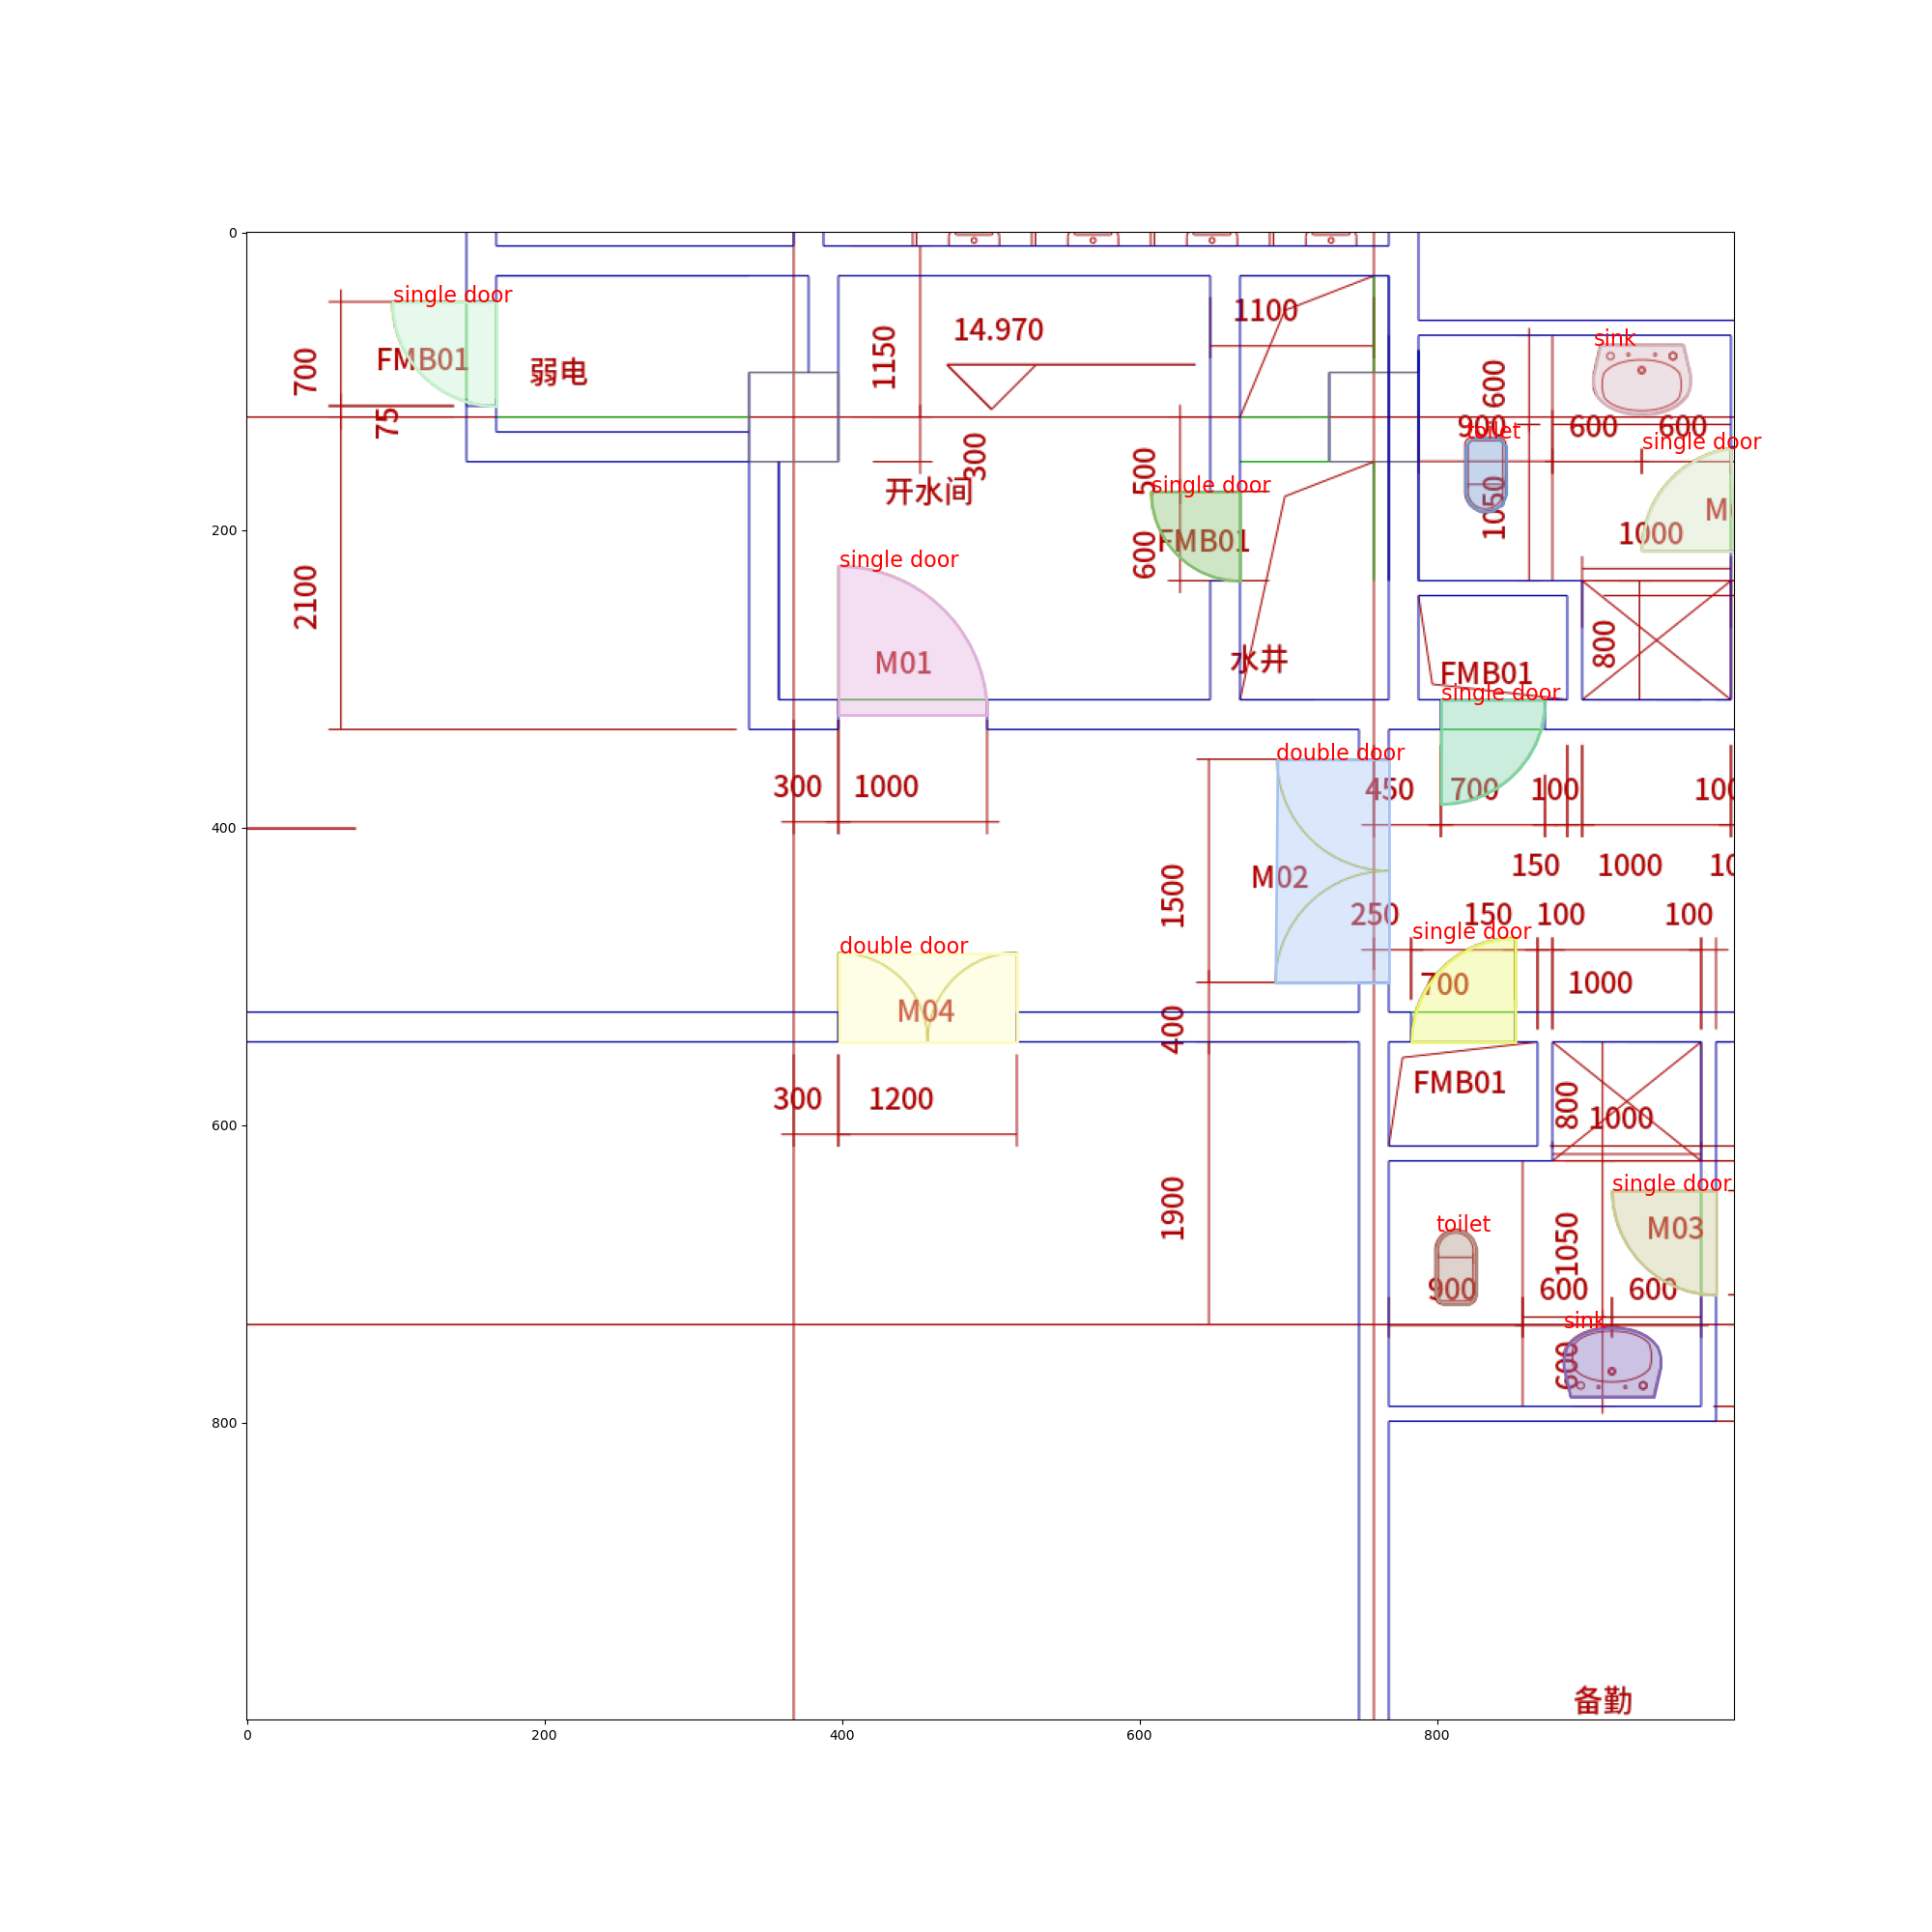 0
200
400
600
800
0
200
400
600
800
single door
FMB01
700
75
弱电
2100
1150
14.970
300
开水间
1100
500
single door
FMB01
600
single door
M01
水井
300
1000
sink
600
900
toilet
600
600
single door
1050
1000
M
800
FMB01
single door
450
700
100
100
double door
M02
1500
150
1000
10
250
150
100
100
single door
700
1000
double door
M04
400
300
1200
FMB01
800
1000
1900
single door
M03
toilet
1050
900
600
600
sink
600
备勤